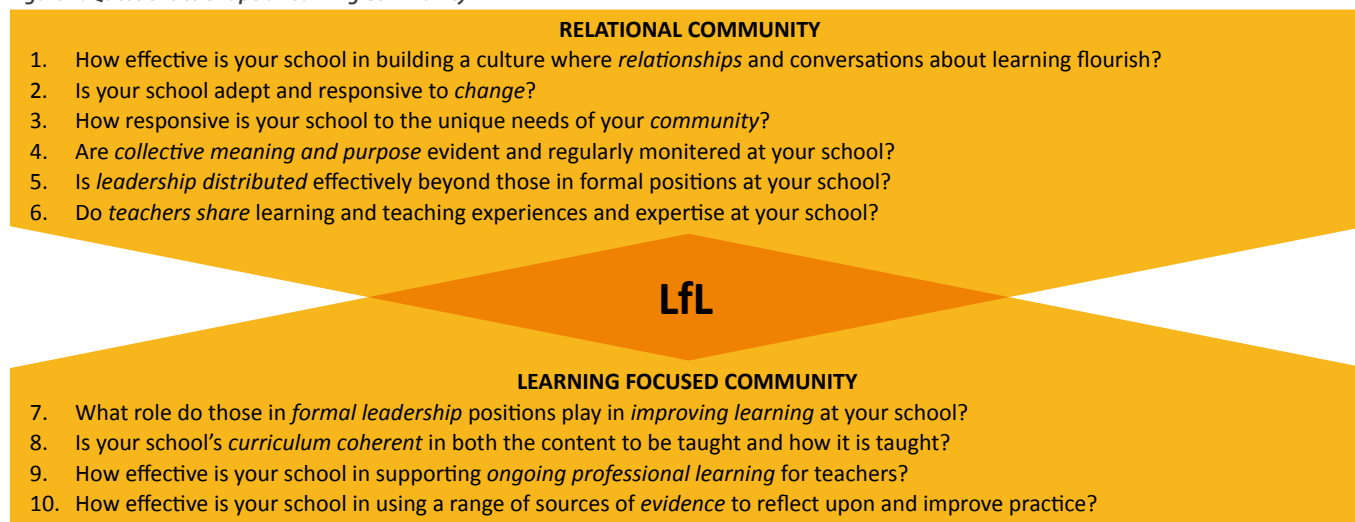 RELATIONAL COMMUNITY
1. How effective is your school in building a culture where relationships and conversations about learning flourish?
2. Is your school adept and responsive to change?
3. How responsive is your school to the unique needs of your community?
4. Are collective meaning and purpose evident and regularly monitered at your school?
5. Is leadership distributed effectively beyond those in formal positions at your school?
6. Do teachers share learning and teaching experiences and expertise at your school?
LfL
LEARNING FOCUSED COMMUNITY
7. What role do those in formal leadership positions play in improving learning at your school?
8. Is your school's curriculum coherent in both the content to be taught and how it is taught?
9. How effective is your school in supporting ongoing professional learning for teachers?
10. How effective is your school in using a range of sources of evidence to reflect upon and improve practice?